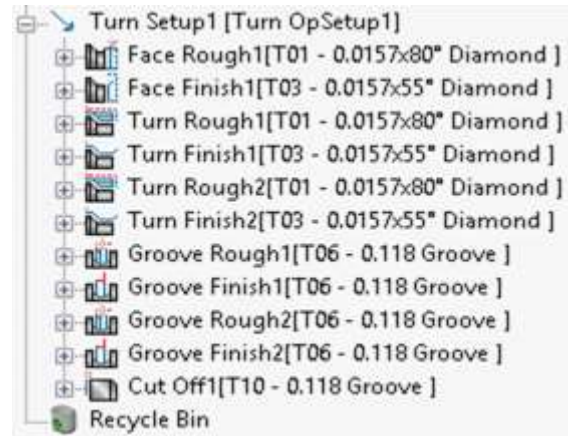 Turn Setup1 [Turn OpSetup1]
Face Rough1[T01 - 0.0157x80° Diamond ]
Face Finish1[T03 - 0.0157x55° Diamond ]
Turn Rough1[T01 - 0.0157x80° Diamond ]
Turn Finish1[T03 - 0.0157x55° Diamond ]
Turn Rough2[T01 - 0.0157x80° Diamond ]
Turn Finish2[T03 - 0.0157x55° Diamond ]
Groove Rough1[T06 - 0.118 Groove ]
Groove Finish1[T06 - 0.118 Groove ]
Groove Rough2[T06 - 0.118 Groove ]
Groove Finish2[T06 - 0.118 Groove ]
Cut Off1[T10 - 0.118 Groove ]
Recycle Bin